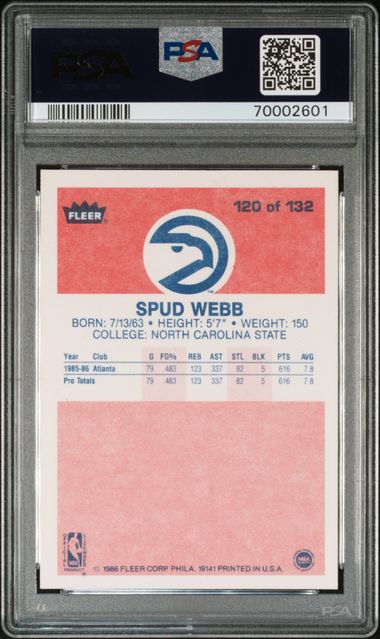 PSA
PSA
70002601
FLEER
120 of 132
SPUD WEBB
BORN: 7/13/63 • HEIGHT: 5'7" • WEIGHT: 150
COLLEGE: NORTH CAROLINA STATE
Year Club G FG% REB AST STL BLK PTS AVG
1985-86 Atlanta 79 .483 123 337 82 5 616 7.8
Pro Totals 79 .483 123 337 82 5 616 7.8
© 1986 FLEER CORP. PHILA. 19141 PRINTED IN U.S.A.
PSA